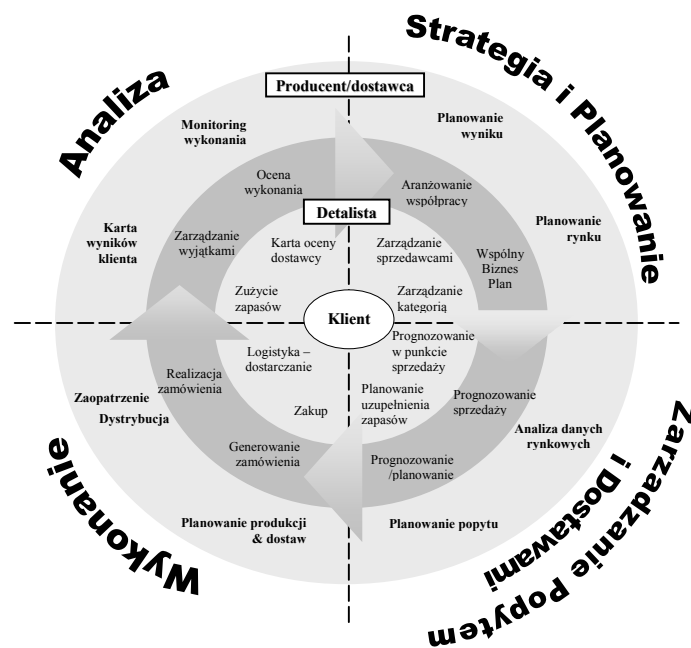 Strategia i Planowanie
Analiza
Producent/dostawca
Monitoring
wykonania
Planowanie
wyniku
Ocena
wykonania
Aranżowanie
współpracy
Detalista
Karta
wyników
klienta
Zarządzanie
wyjątkami
Karta oceny
dostawcy
Zarządzanie
sprzedawcami
Wspólny
Biznes
Plan
Planowanie
rynku
Zużycie
zapasów
Klient
Zarządzanie
kategorią
Prognozowanie
w punkcie
sprzedaży
Logistyka –
dostarczanie
Realizacja
zamówienia
Zaopatrzenie
Dystrybucja
Zakup
Planowanie
uzupełnienia
zapasów
Prognozowanie
sprzedaży
Analiza danych
rynkowych
Generowanie
zamówienia
Prognozowanie
/planowanie
Planowanie produkcji
& dostaw
Planowanie popytu
Wykonanie
Zarzadzanie Popytem
i Dostawami